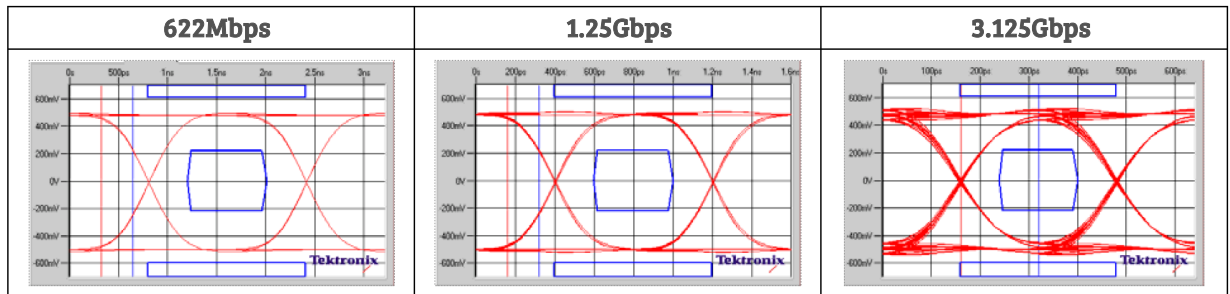 622Mbps 1.25Gbps 3.125Gbps
0s 500ps 1ns 1.5ns 2ns 2.5ns 3ns
600mV
400mV
200mV
0V
-200mV
-400mV
-600mV
Tektronix
0s 200ps 400ps 600ps 800ps 1ns 1.2ns 1.4ns 1.6ns
600mV
400mV
200mV
0V
-200mV
-400mV
-600mV
Tektronix
0s 100ps 200ps 300ps 400ps 500ps 600ps
600mV
400mV
200mV
0V
-200mV
-400mV
-600mV
Tektronix